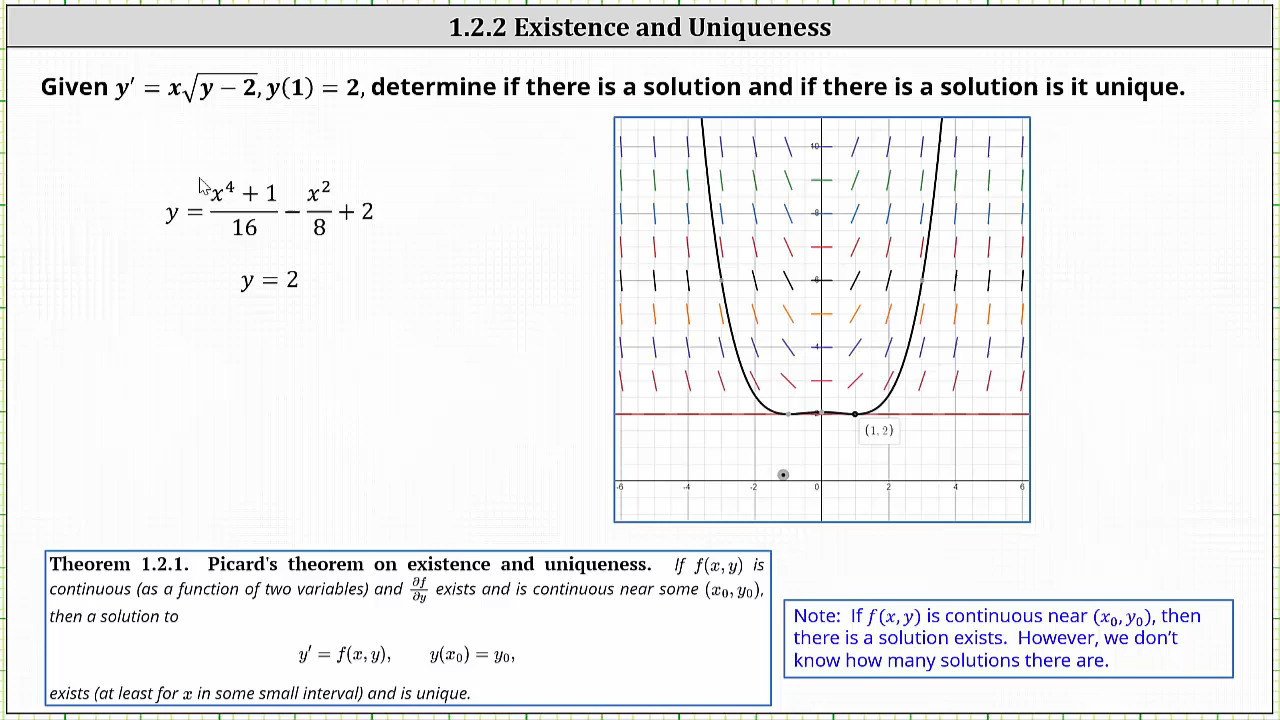 1.2.2 Existence and Uniqueness
Given y′ = x√(y − 2), y(1) = 2, determine if there is a solution and if there is a solution is it unique.
y = (x⁴ + 1)/16 − x²/8 + 2
y = 2
10
8
6
4
2
(1, 2)
-6 -4 -2 0 2 4 6
Theorem 1.2.1. Picard's theorem on existence and uniqueness. If f(x, y) is
continuous (as a function of two variables) and ∂f/∂y exists and is continuous near some (x₀, y₀),
then a solution to
y′ = f(x, y), y(x₀) = y₀,
exists (at least for x in some small interval) and is unique.
Note: If f(x, y) is continuous near (x₀, y₀), then
there is a solution exists. However, we don't
know how many solutions there are.